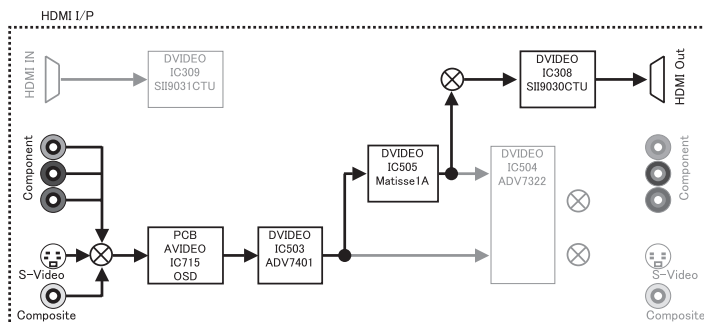 HDMI I/P
HDMI IN
DVIDEO
IC309
SII9031CTU
DVIDEO
IC308
SII9030CTU
HDMI Out
Component
DVIDEO
IC505
Matisse1A
DVIDEO
IC504
ADV7322
Component
PCB
AVIDEO
IC715
OSD
DVIDEO
IC503
ADV7401
S-Video
S-Video
Composite
Composite